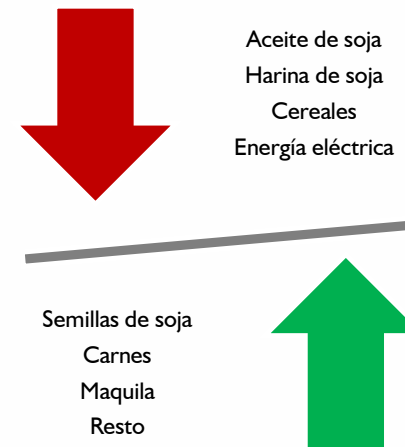 Aceite de soja
Harina de soja
Cereales
Energía eléctrica
Semillas de soja
Carnes
Maquila
Resto